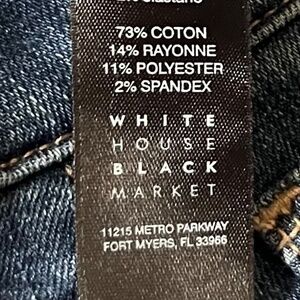 73% COTON
14% RAYONNE
11% POLYESTER
2% SPANDEX
WHITE
HOUSE
BLACK
MARKET
11215 METRO PARKWAY
FORT MYERS, FL 33966